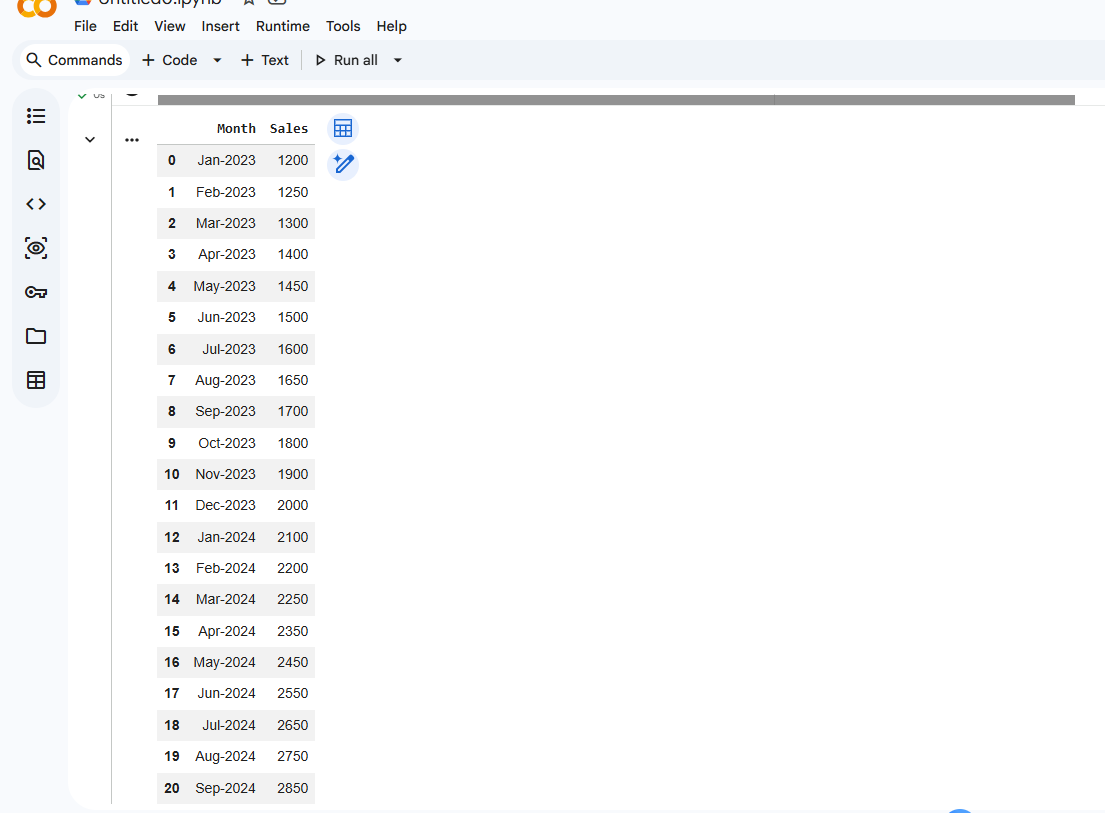 File Edit View Insert Runtime Tools Help
Commands + Code + Text Run all
Month Sales
0 Jan-2023 1200
1 Feb-2023 1250
2 Mar-2023 1300
3 Apr-2023 1400
4 May-2023 1450
5 Jun-2023 1500
6 Jul-2023 1600
7 Aug-2023 1650
8 Sep-2023 1700
9 Oct-2023 1800
10 Nov-2023 1900
11 Dec-2023 2000
12 Jan-2024 2100
13 Feb-2024 2200
14 Mar-2024 2250
15 Apr-2024 2350
16 May-2024 2450
17 Jun-2024 2550
18 Jul-2024 2650
19 Aug-2024 2750
20 Sep-2024 2850